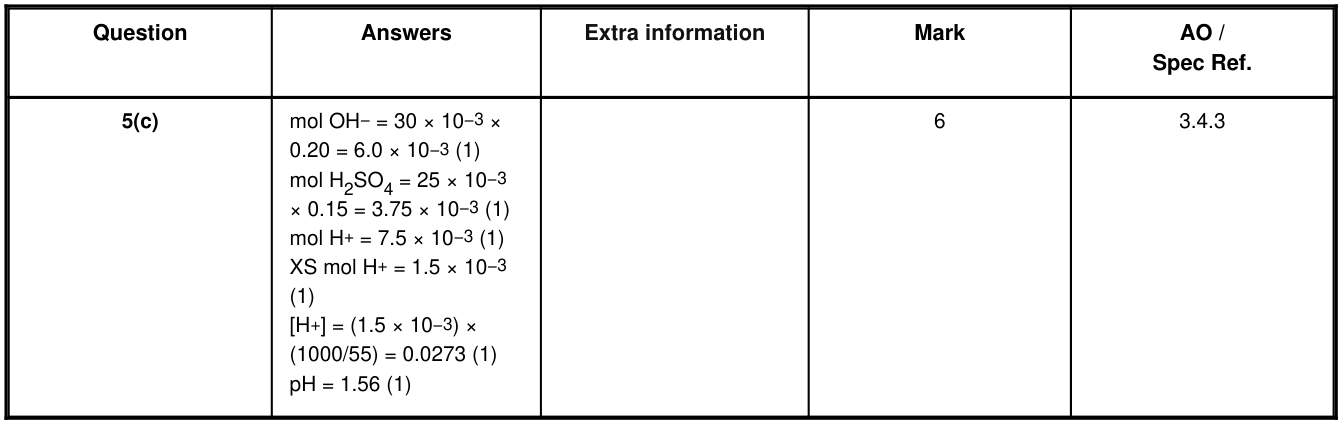 Question Answers Extra information Mark AO /
Spec Ref.
5(c) mol OH− = 30 × 10−3 × 6 3.4.3
0.20 = 6.0 × 10−3 (1)
mol H2SO4 = 25 × 10−3
× 0.15 = 3.75 × 10−3 (1)
mol H+ = 7.5 × 10−3 (1)
XS mol H+ = 1.5 × 10−3
(1)
[H+] = (1.5 × 10−3) ×
(1000/55) = 0.0273 (1)
pH = 1.56 (1)